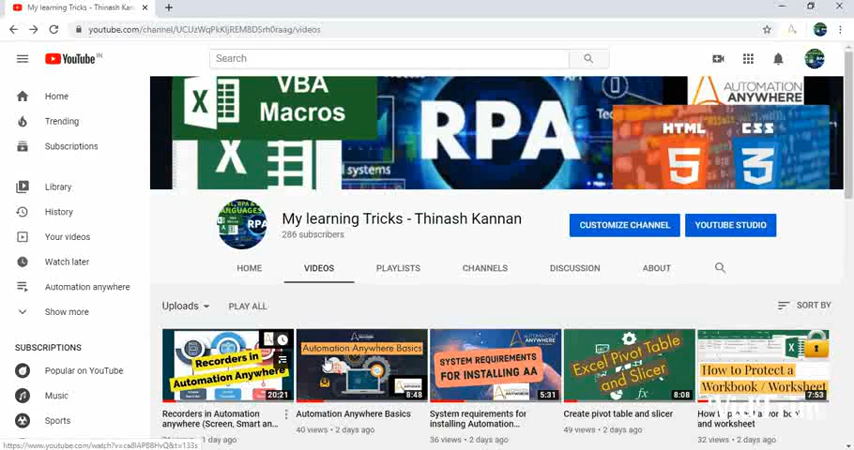 My learning Tricks - Thinash Kann
youtube.com/channel/UCUzWqPkKIjREM8DSrh0raag/videos
YouTube IN
Search
Home
Trending
Subscriptions
Library
History
Your videos
Watch later
Automation anywhere
Show more
SUBSCRIPTIONS
Popular on YouTube
Music
Sports
VBA
Macros
RPA
systems
AUTOMATION
ANYWHERE
HTML
5
CSS
3
RPA
My learning Tricks - Thinash Kannan
286 subscribers
CUSTOMIZE CHANNEL
YOUTUBE STUDIO
HOME
VIDEOS
PLAYLISTS
CHANNELS
DISCUSSION
ABOUT
Uploads
PLAY ALL
SORT BY
Recorders in
Automation Anywhere
20:21
Automation Anywhere Basics
8:48
SYSTEM REQUIREMENTS
FOR INSTALLING AA
5:31
Excel Pivot Table
and Slicer
fx
8:08
How to Protect a
Workbook / Worksheet
7:53
Recorders in Automation
anywhere (Screen, Smart an...
day ago
Automation Anywhere Basics
40 views • 2 days ago
System requirements for
installing Automation...
36 views • 2 days ago
Create pivot table and slicer
49 views • 2 days ago
and worksheet
32 views • 2 days ago